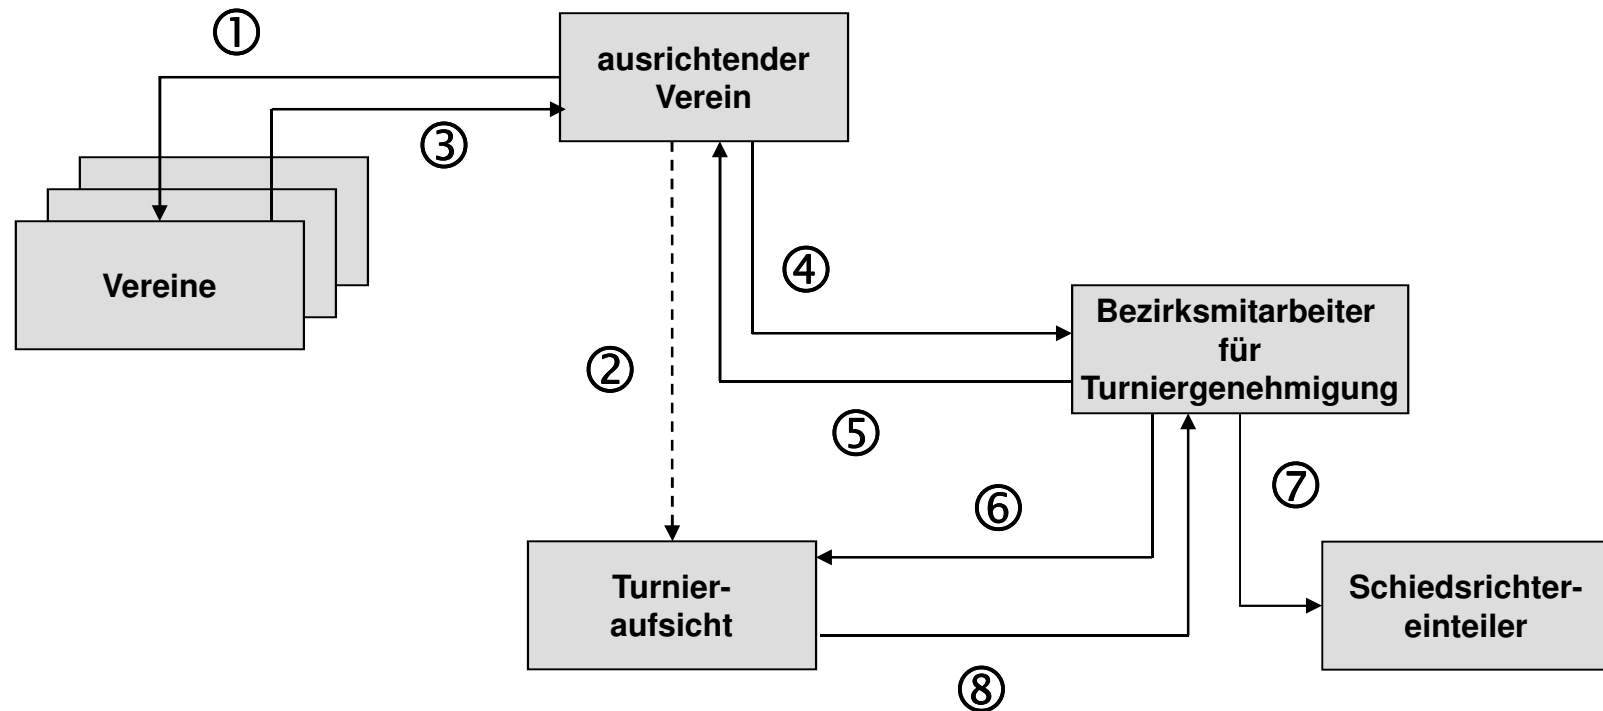 ①
ausrichtender
Verein
③
Vereine
④
Bezirksmitarbeiter
für
Turniergenehmigung
②
⑤
⑥
⑦
Turnier-
aufsicht
Schiedsrichter-
einteiler
⑧